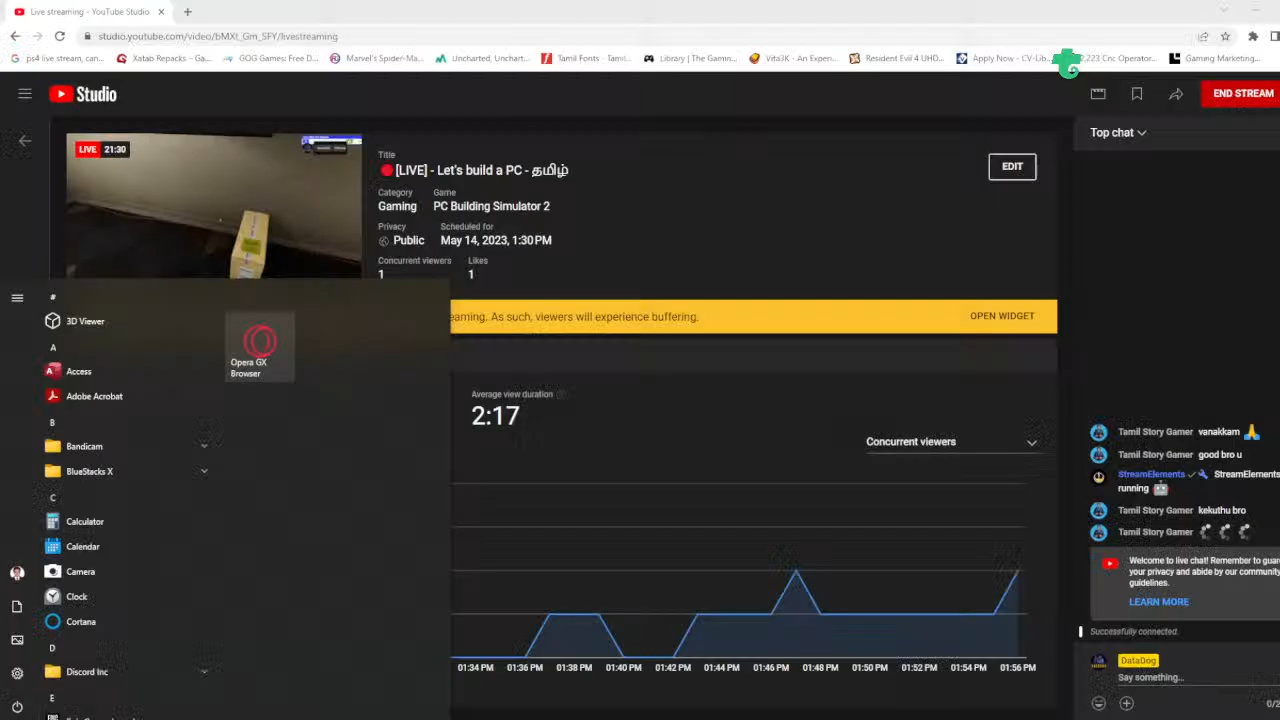 Live streaming - YouTube Studio
studio.youtube.com/video/bMXt_Gm_SFY/livestreaming
ps4 live stream, can...
Xatab Repacks – Ga...
GOG Games: Free D...
Marvel's Spider-Ma...
Uncharted, Unchart...
Tamil Fonts - Tamil...
Library | The Gamin...
Vita3K - An Experi...
Resident Evil 4 UHD...
Apply Now - CV-Lib...
2,223 Cnc Operator...
Gaming Marketing...
Studio
END STREAM
LIVE 21:30
Title
[LIVE] - Let's build a PC - தமிழ்
EDIT
Category Game
Gaming PC Building Simulator 2
Privacy Scheduled for
Public May 14, 2023, 1:30 PM
Concurrent viewers Likes
1 1
eaming. As such, viewers will experience buffering.
OPEN WIDGET
Average view duration
2:17
Concurrent viewers
01:34 PM 01:36 PM 01:38 PM 01:40 PM 01:42 PM 01:44 PM 01:46 PM 01:48 PM 01:50 PM 01:52 PM 01:54 PM 01:56 PM
#
3D Viewer
A
Access
Adobe Acrobat
B
Bandicam
BlueStacks X
C
Calculator
Calendar
Camera
Clock
Cortana
D
Discord Inc
E
Opera GX
Browser
Top chat
Tamil Story Gamer vanakkam
Tamil Story Gamer good bro u
StreamElements StreamElements
running
Tamil Story Gamer kekuthu bro
Tamil Story Gamer
Welcome to live chat! Remember to guar
your privacy and abide by our community
guidelines.
LEARN MORE
Successfully connected.
DataDog
Say something...
0/2